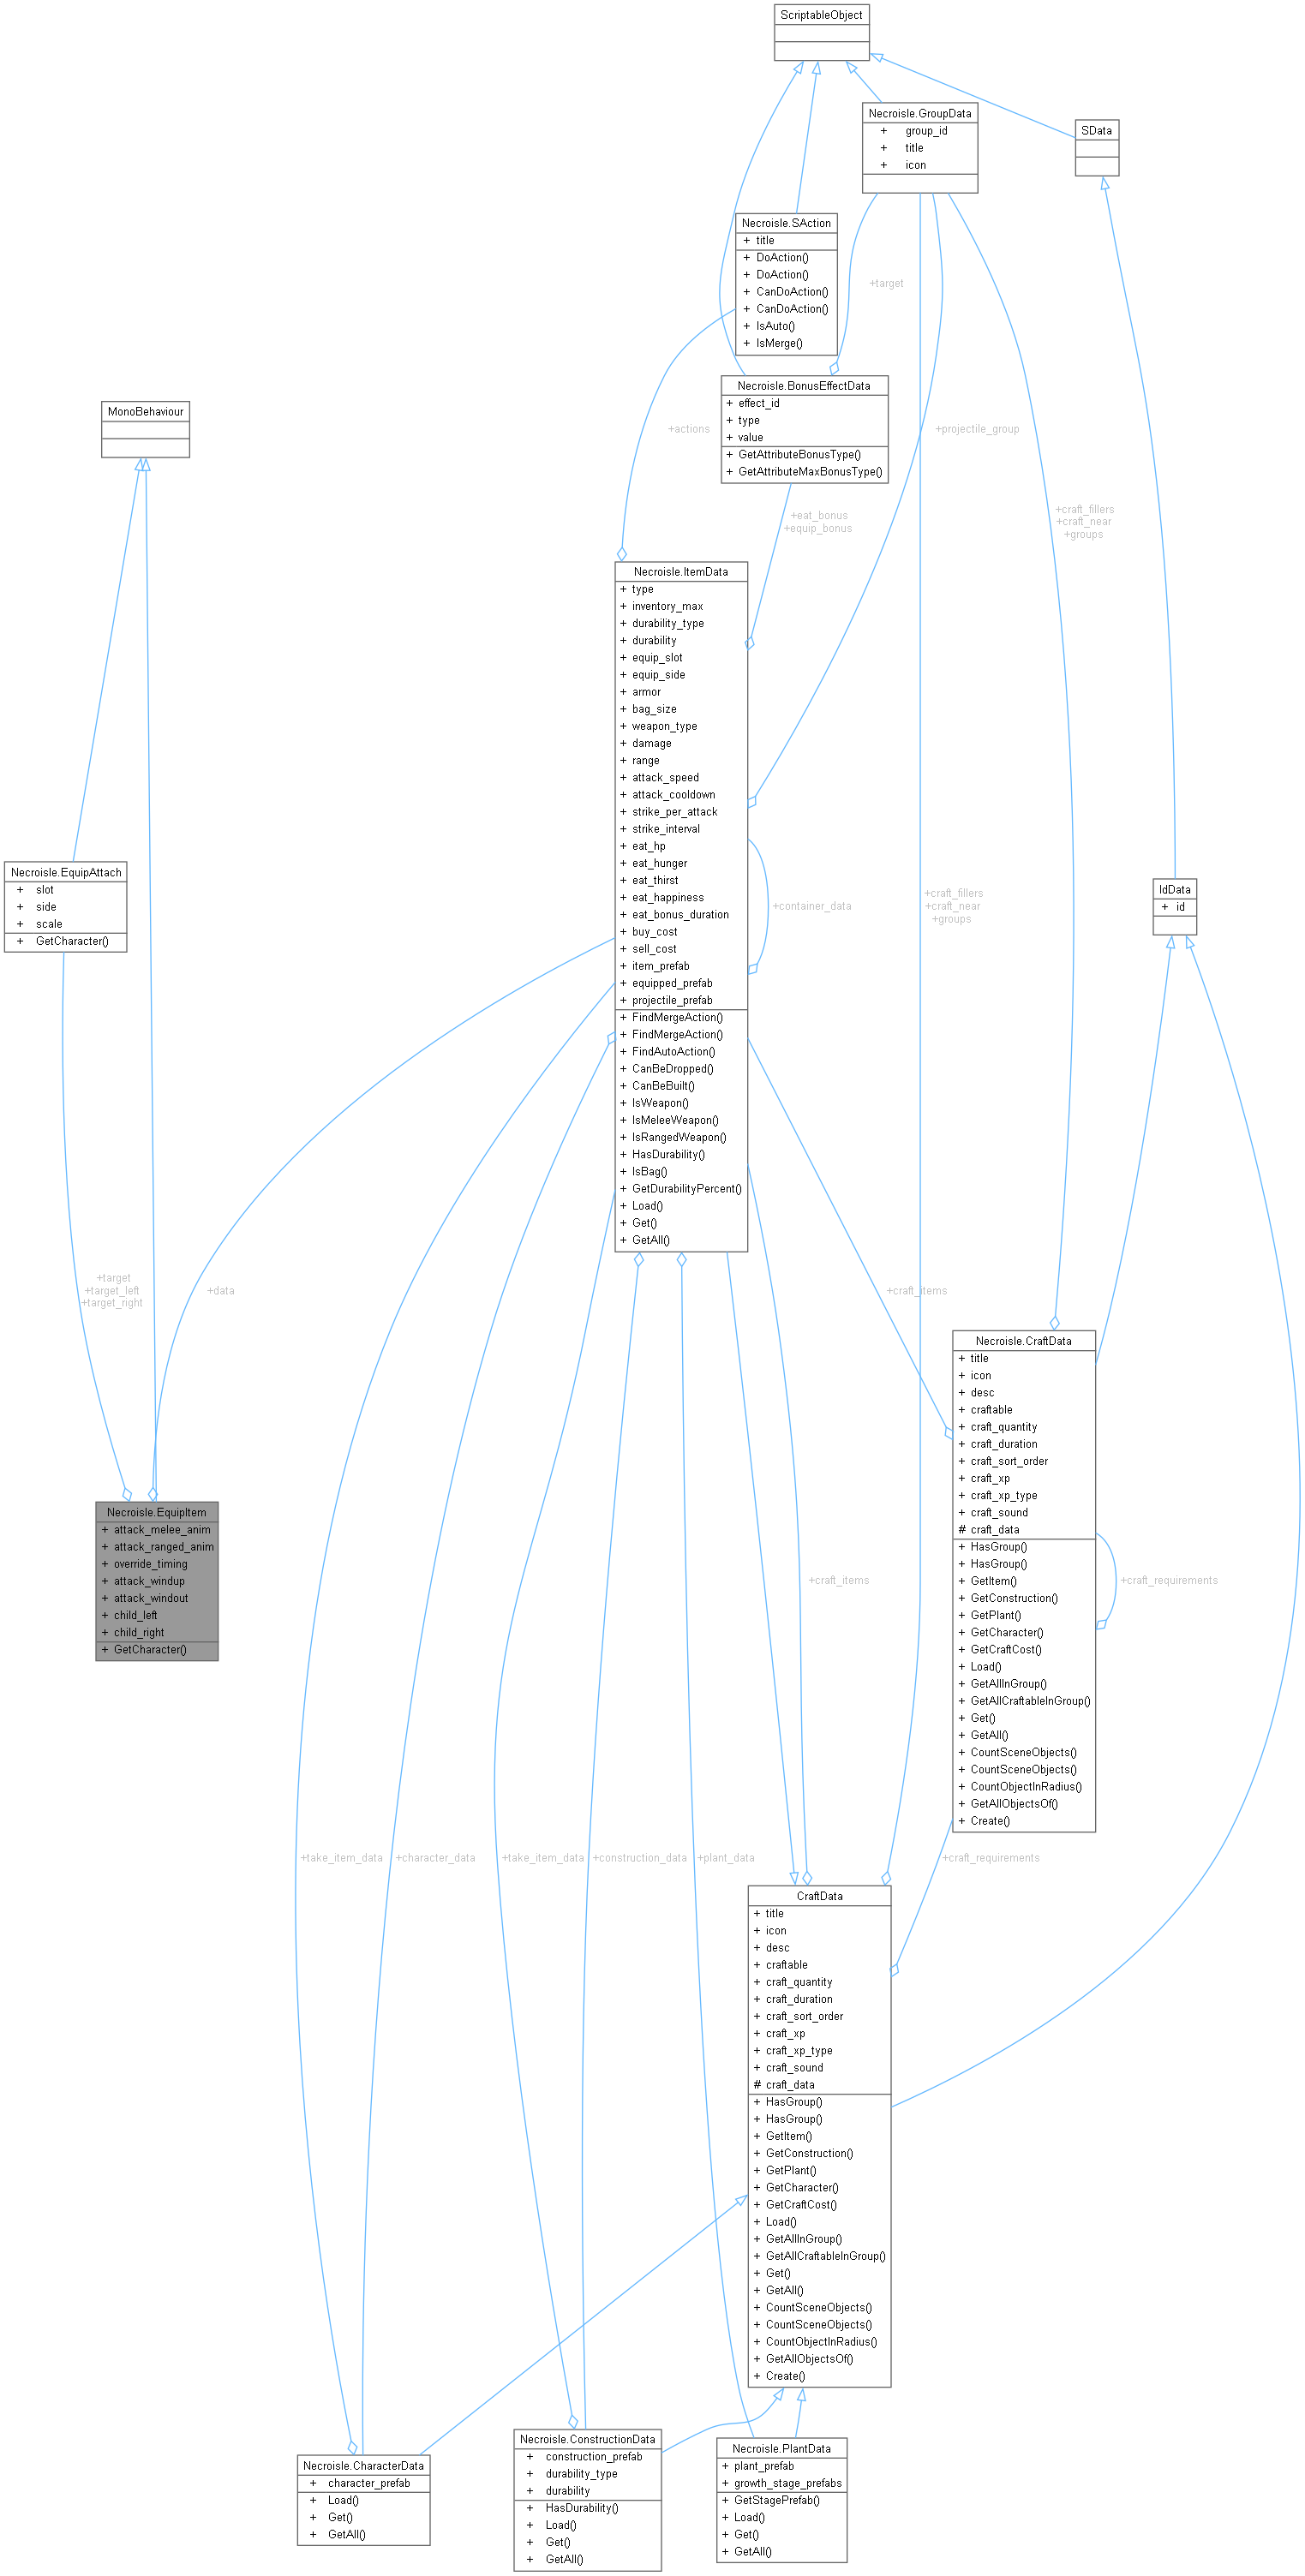 ScriptableObject
Necroisle.GroupData
+ group_id
+ title
+ icon
SData
Necroisle.SAction
+ title
+ DoAction()
+ DoAction()
+ CanDoAction()
+ CanDoAction()
+ IsAuto()
+ IsMerge()
+target
Necroisle.BonusEffectData
+ effect_id
+ type
+ value
+ GetAttributeBonusType()
+ GetAttributeMaxBonusType()
MonoBehaviour
+actions
+projectile_group
+eat_bonus
+equip_bonus
+craft_fillers
+craft_near
+groups
Necroisle.ItemData
+ type
+ inventory_max
+ durability_type
+ durability
+ equip_slot
+ equip_side
+ armor
+ bag_size
+ weapon_type
+ damage
+ range
+ attack_speed
+ attack_cooldown
+ strike_per_attack
+ strike_interval
+ eat_hp
+ eat_hunger
+ eat_thirst
+ eat_happiness
+ eat_bonus_duration
+ buy_cost
+ sell_cost
+ item_prefab
+ equipped_prefab
+ projectile_prefab
+ FindMergeAction()
+ FindMergeAction()
+ FindAutoAction()
+ CanBeDropped()
+ CanBeBuilt()
+ IsWeapon()
+ IsMeleeWeapon()
+ IsRangedWeapon()
+ HasDurability()
+ IsBag()
+ GetDurabilityPercent()
+ Load()
+ Get()
+ GetAll()
Necroisle.EquipAttach
+ slot
+ side
+ scale
+ GetCharacter()
+container_data
+craft_fillers
+craft_near
+groups
IdData
+ id
+target
+target_left
+target_right
+data
+craft_items
Necroisle.CraftData
+ title
+ icon
+ desc
+ craftable
+ craft_quantity
+ craft_duration
+ craft_sort_order
+ craft_xp
+ craft_xp_type
+ craft_sound
# craft_data
+ HasGroup()
+ HasGroup()
+ GetItem()
+ GetConstruction()
+ GetPlant()
+ GetCharacter()
+ GetCraftCost()
+ Load()
+ GetAllInGroup()
+ GetAllCraftableInGroup()
+ Get()
+ GetAll()
+ CountSceneObjects()
+ CountSceneObjects()
+ CountObjectInRadius()
+ GetAllObjectsOf()
+ Create()
Necroisle.EquipItem
+ attack_melee_anim
+ attack_ranged_anim
+ override_timing
+ attack_windup
+ attack_windout
+ child_left
+ child_right
+ GetCharacter()
+craft_items
+craft_requirements
+take_item_data
+character_data
+take_item_data
+construction_data
+plant_data
+craft_requirements
CraftData
+ title
+ icon
+ desc
+ craftable
+ craft_quantity
+ craft_duration
+ craft_sort_order
+ craft_xp
+ craft_xp_type
+ craft_sound
# craft_data
+ HasGroup()
+ HasGroup()
+ GetItem()
+ GetConstruction()
+ GetPlant()
+ GetCharacter()
+ GetCraftCost()
+ Load()
+ GetAllInGroup()
+ GetAllCraftableInGroup()
+ Get()
+ GetAll()
+ CountSceneObjects()
+ CountSceneObjects()
+ CountObjectInRadius()
+ GetAllObjectsOf()
+ Create()
Necroisle.CharacterData
+ character_prefab
+ Load()
+ Get()
+ GetAll()
Necroisle.ConstructionData
+ construction_prefab
+ durability_type
+ durability
+ HasDurability()
+ Load()
+ Get()
+ GetAll()
Necroisle.PlantData
+ plant_prefab
+ growth_stage_prefabs
+ GetStagePrefab()
+ Load()
+ Get()
+ GetAll()